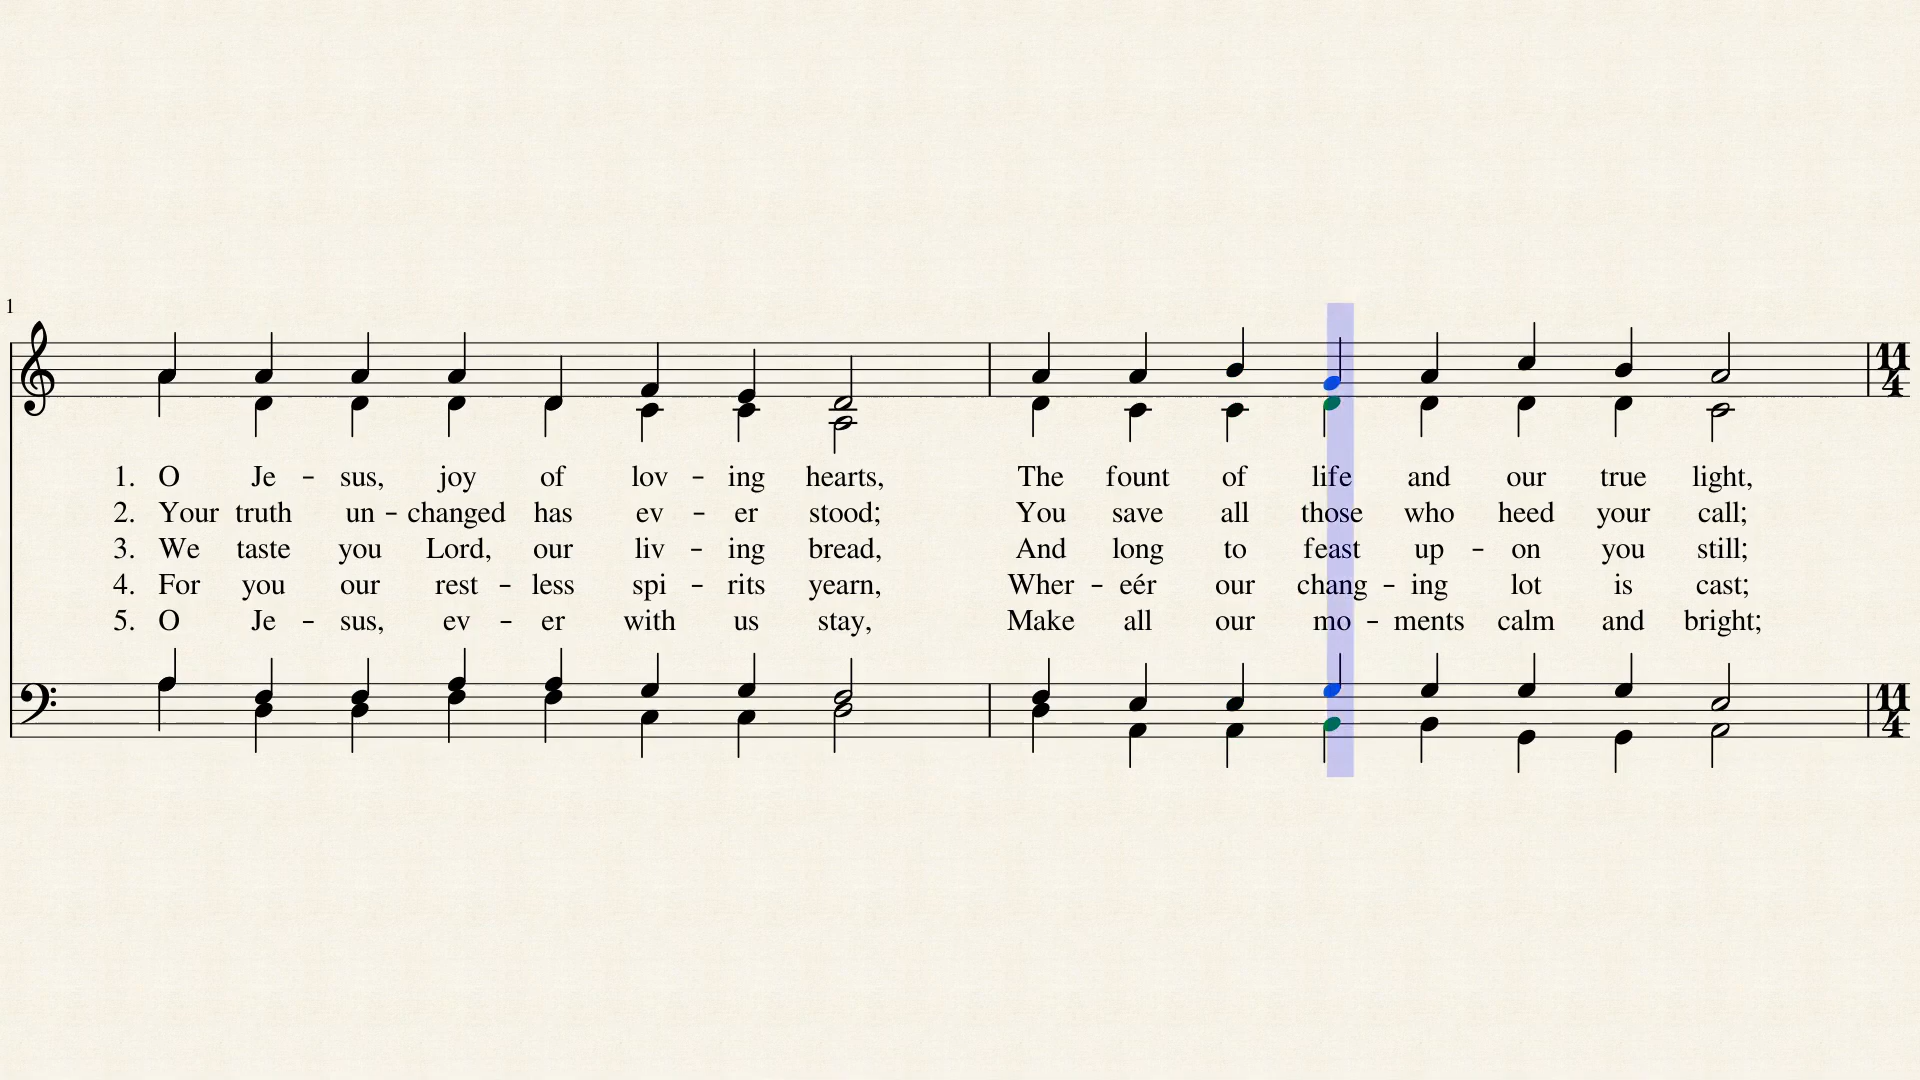 1
1. O Je - sus, joy of lov - ing hearts, The fount of life and our true light,
2. Your truth un - changed has ev - er stood; You save all those who heed your call;
3. We taste you Lord, our liv - ing bread, And long to feast up - on you still;
4. For you our rest - less spi - rits yearn, Wher - eér our chang - ing lot is cast;
5. O Je - sus, ev - er with us stay, Make all our mo - ments calm and bright;
11
4
11
4